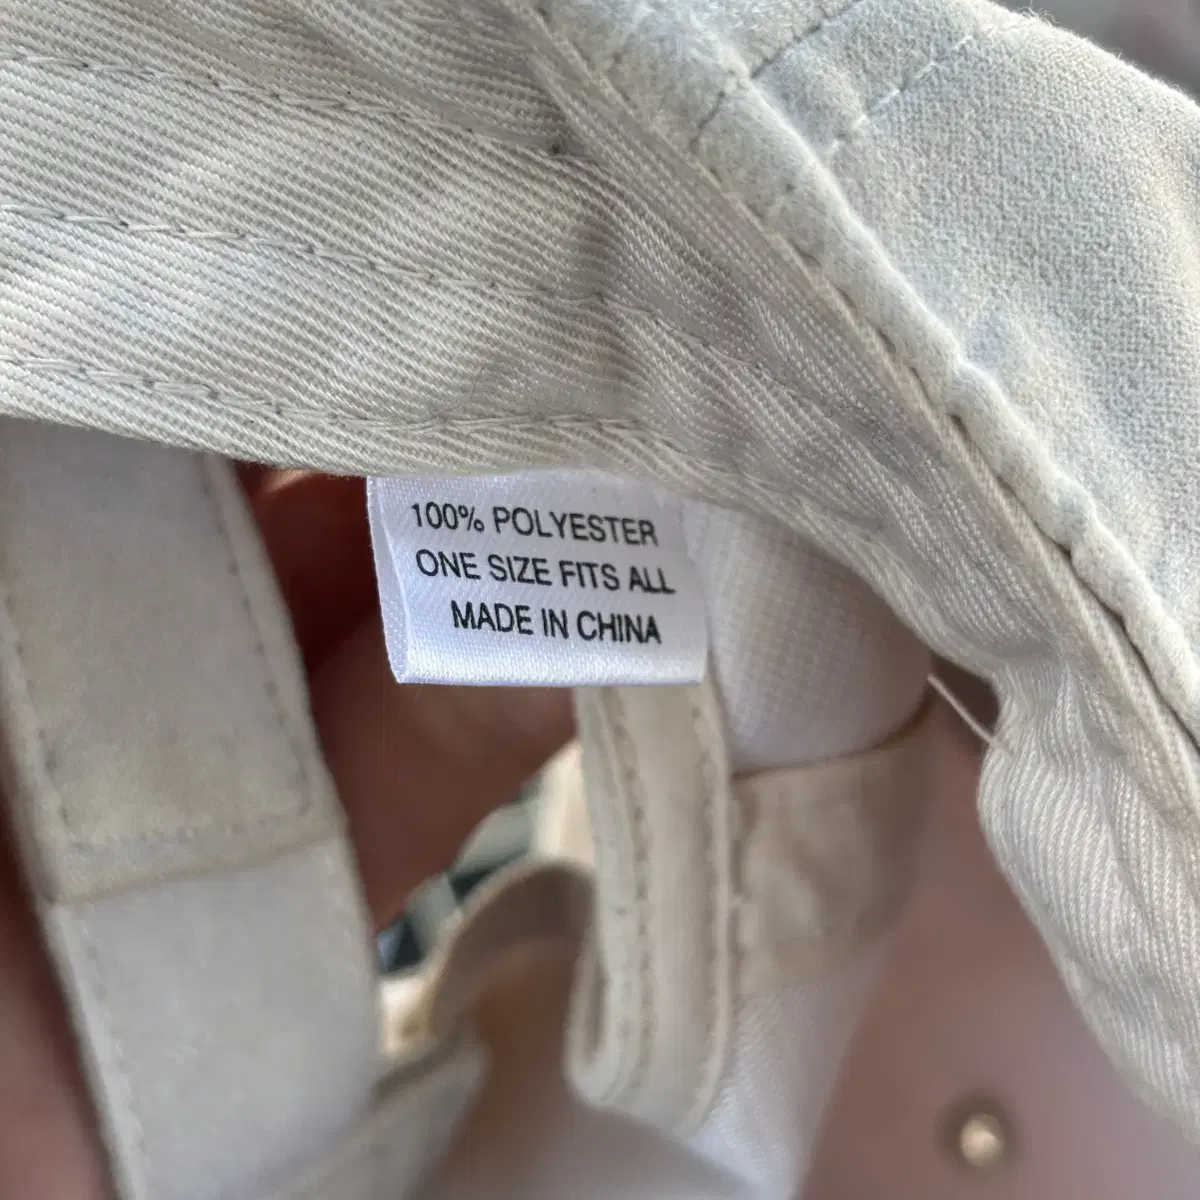 100% POLYESTER
ONE SIZE FITS ALL
MADE IN CHINA